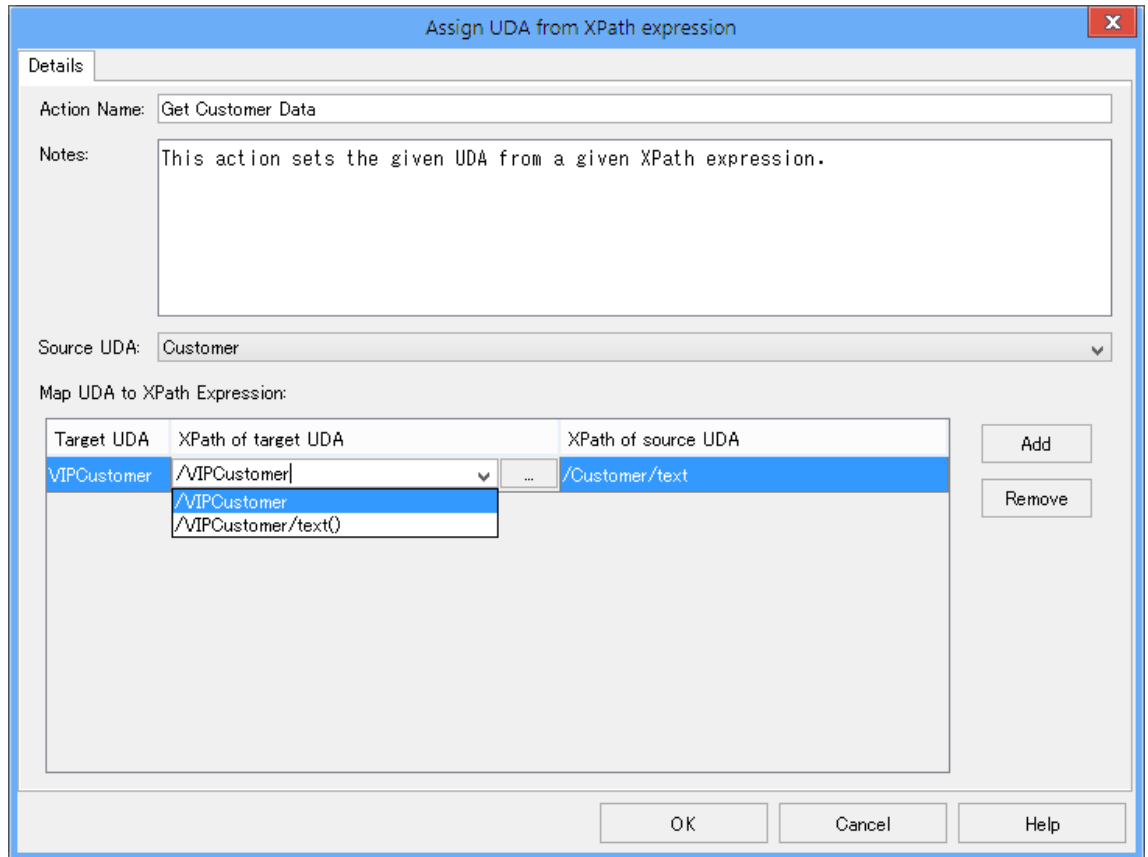 Assign UDA from XPath expression
x
Details
Action Name: Get Customer Data
Notes: This action sets the given UDA from a given XPath expression.
Source UDA: Customer
Map UDA to XPath Expression:
Target UDA XPath of target UDA XPath of source UDA
VIPCustomer /VIPCustomer ... /Customer/text
/VIPCustomer
/VIPCustomer/text()
Add
Remove
OK Cancel Help